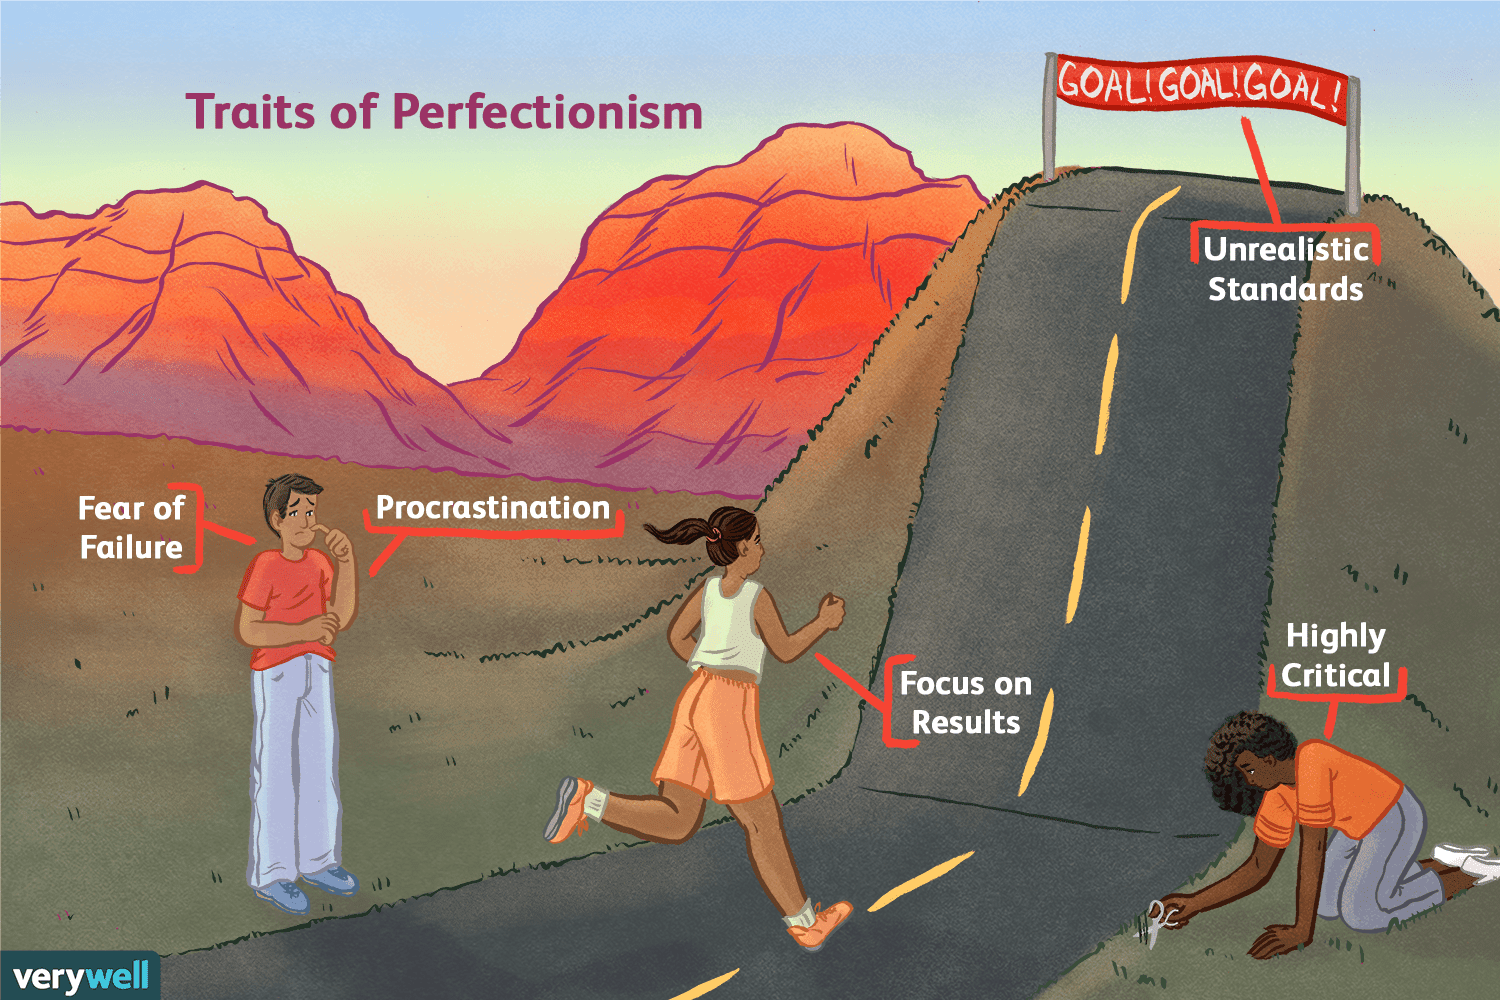 Traits of Perfectionism
GOAL! GOAL! GOAL!
Unrealistic
Standards
Fear of
Failure
Procrastination
Focus on
Results
Highly
Critical
verywell